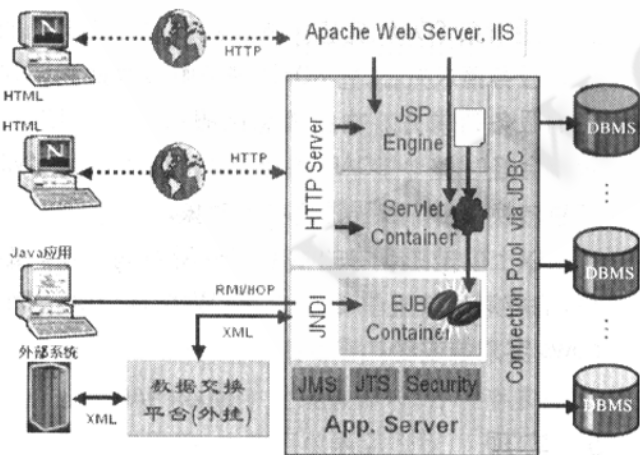 Apache Web Server, IIS
HTTP
HTML
HTML
HTTP
HTTP Server
JSP
Engine
Servlet
Container
Connection Pool via JDBC
DBMS
DBMS
DBMS
Java应用
RMI/IIOP
JNDI
EJB
Container
XML
外部系统
数据交换
平台(外挂)
XML
JMS
JTS
Security
App. Server
N
N